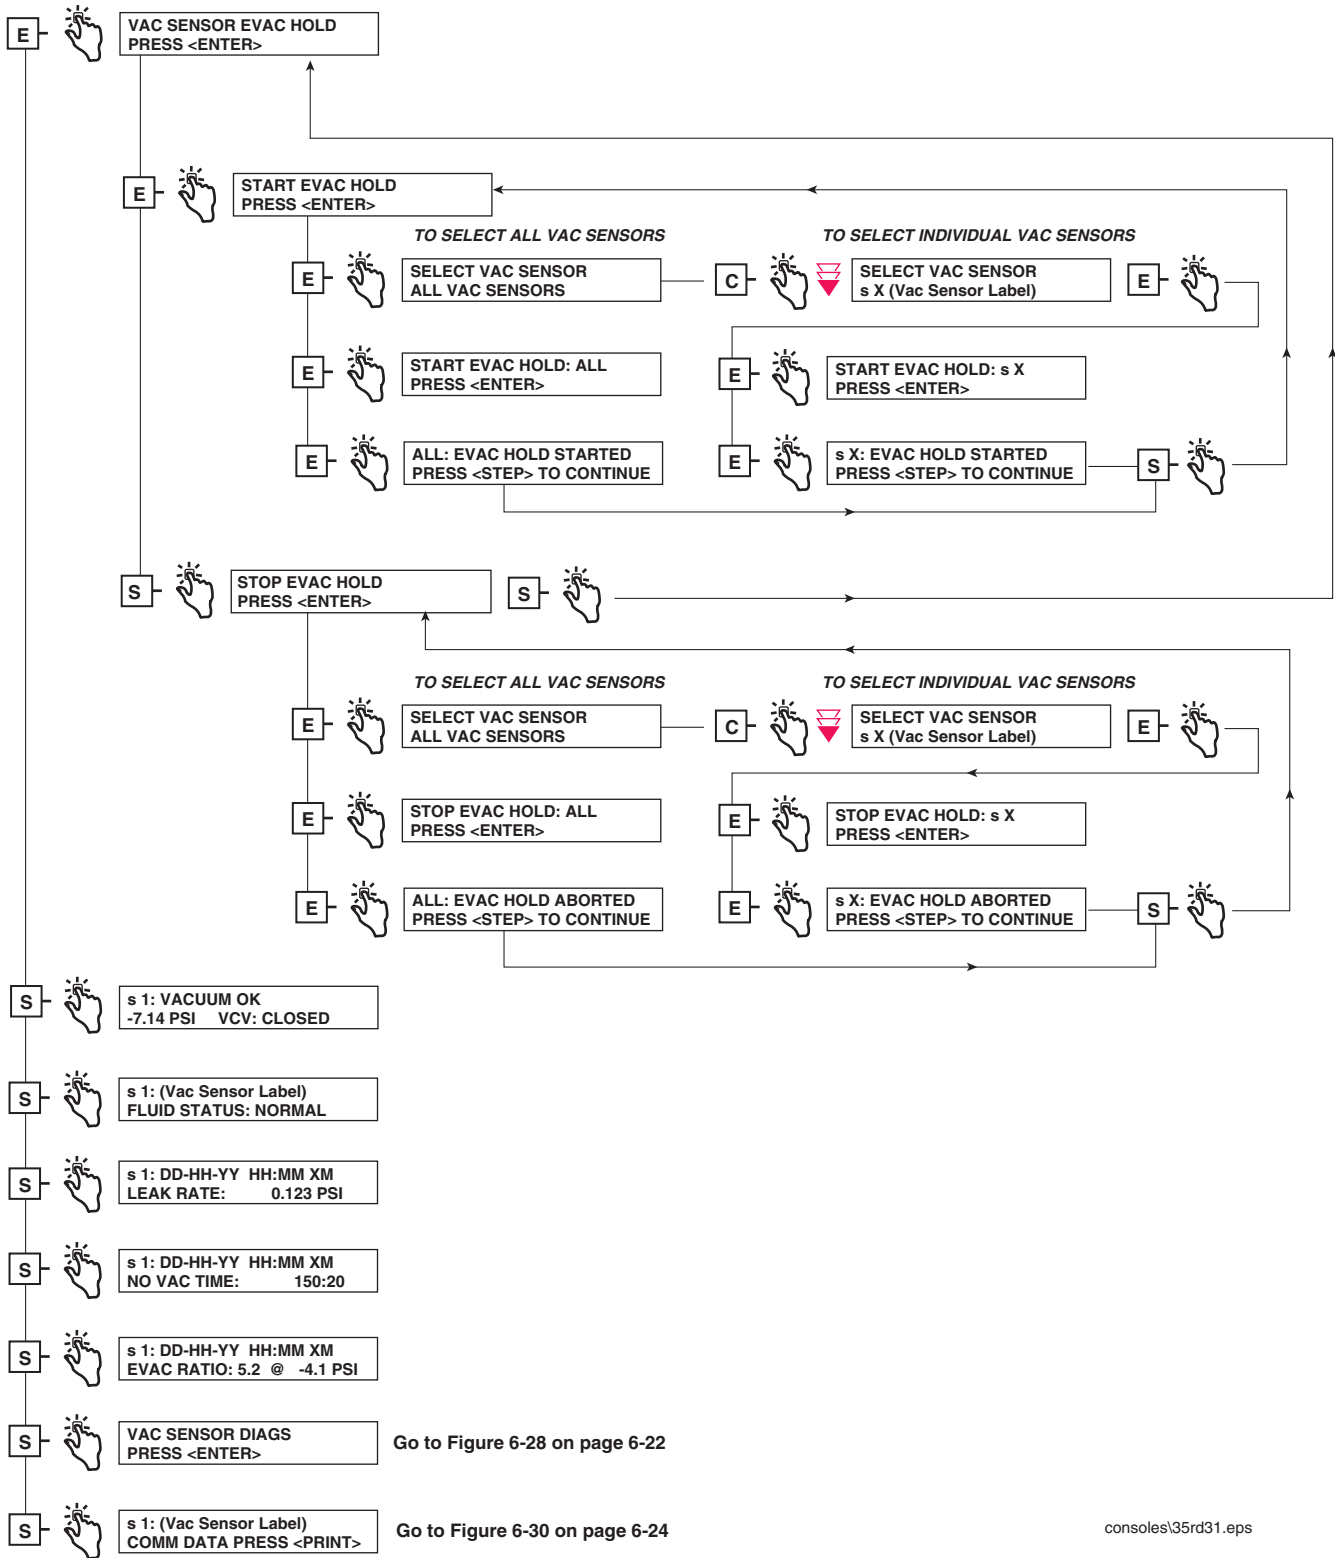 E
VAC SENSOR EVAC HOLD
PRESS <ENTER>
E
START EVAC HOLD
PRESS <ENTER>
TO SELECT ALL VAC SENSORS
TO SELECT INDIVIDUAL VAC SENSORS
E
SELECT VAC SENSOR
ALL VAC SENSORS
C
SELECT VAC SENSOR
s X (Vac Sensor Label)
E
E
START EVAC HOLD: ALL
PRESS <ENTER>
E
START EVAC HOLD: s X
PRESS <ENTER>
E
ALL: EVAC HOLD STARTED
PRESS <STEP> TO CONTINUE
E
s X: EVAC HOLD STARTED
PRESS <STEP> TO CONTINUE
S
S
STOP EVAC HOLD
PRESS <ENTER>
S
TO SELECT ALL VAC SENSORS
TO SELECT INDIVIDUAL VAC SENSORS
E
SELECT VAC SENSOR
ALL VAC SENSORS
C
SELECT VAC SENSOR
s X (Vac Sensor Label)
E
E
STOP EVAC HOLD: ALL
PRESS <ENTER>
E
STOP EVAC HOLD: s X
PRESS <ENTER>
E
ALL: EVAC HOLD ABORTED
PRESS <STEP> TO CONTINUE
E
s X: EVAC HOLD ABORTED
PRESS <STEP> TO CONTINUE
S
S
s 1: VACUUM OK
-7.14 PSI VCV: CLOSED
S
s 1: (Vac Sensor Label)
FLUID STATUS: NORMAL
S
s 1: DD-HH-YY HH:MM XM
LEAK RATE: 0.123 PSI
S
s 1: DD-HH-YY HH:MM XM
NO VAC TIME: 150:20
S
s 1: DD-HH-YY HH:MM XM
EVAC RATIO: 5.2 @ -4.1 PSI
S
VAC SENSOR DIAGS
PRESS <ENTER>
Go to Figure 6-28 on page 6-22
S
s 1: (Vac Sensor Label)
COMM DATA PRESS <PRINT>
Go to Figure 6-30 on page 6-24
consoles\35rd31.eps